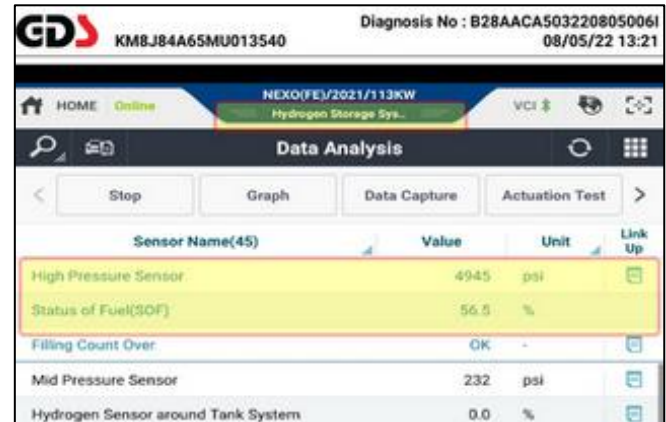 GDS KM8J84A65MU013540 Diagnosis No : B28AACA503220805006I
08/05/22 13:21
NEXO(FE)/2021/113KW
HOME Online Hydrogen Storage Sys.. VCI
Data Analysis
< Stop Graph Data Capture Actuation Test >
Sensor Name(45) Value Unit Link Up
High Pressure Sensor 4945 psi
Status of Fuel(SOF) 56.5 %
Filling Count Over OK -
Mid Pressure Sensor 232 psi
Hydrogen Sensor around Tank System 0.0 %